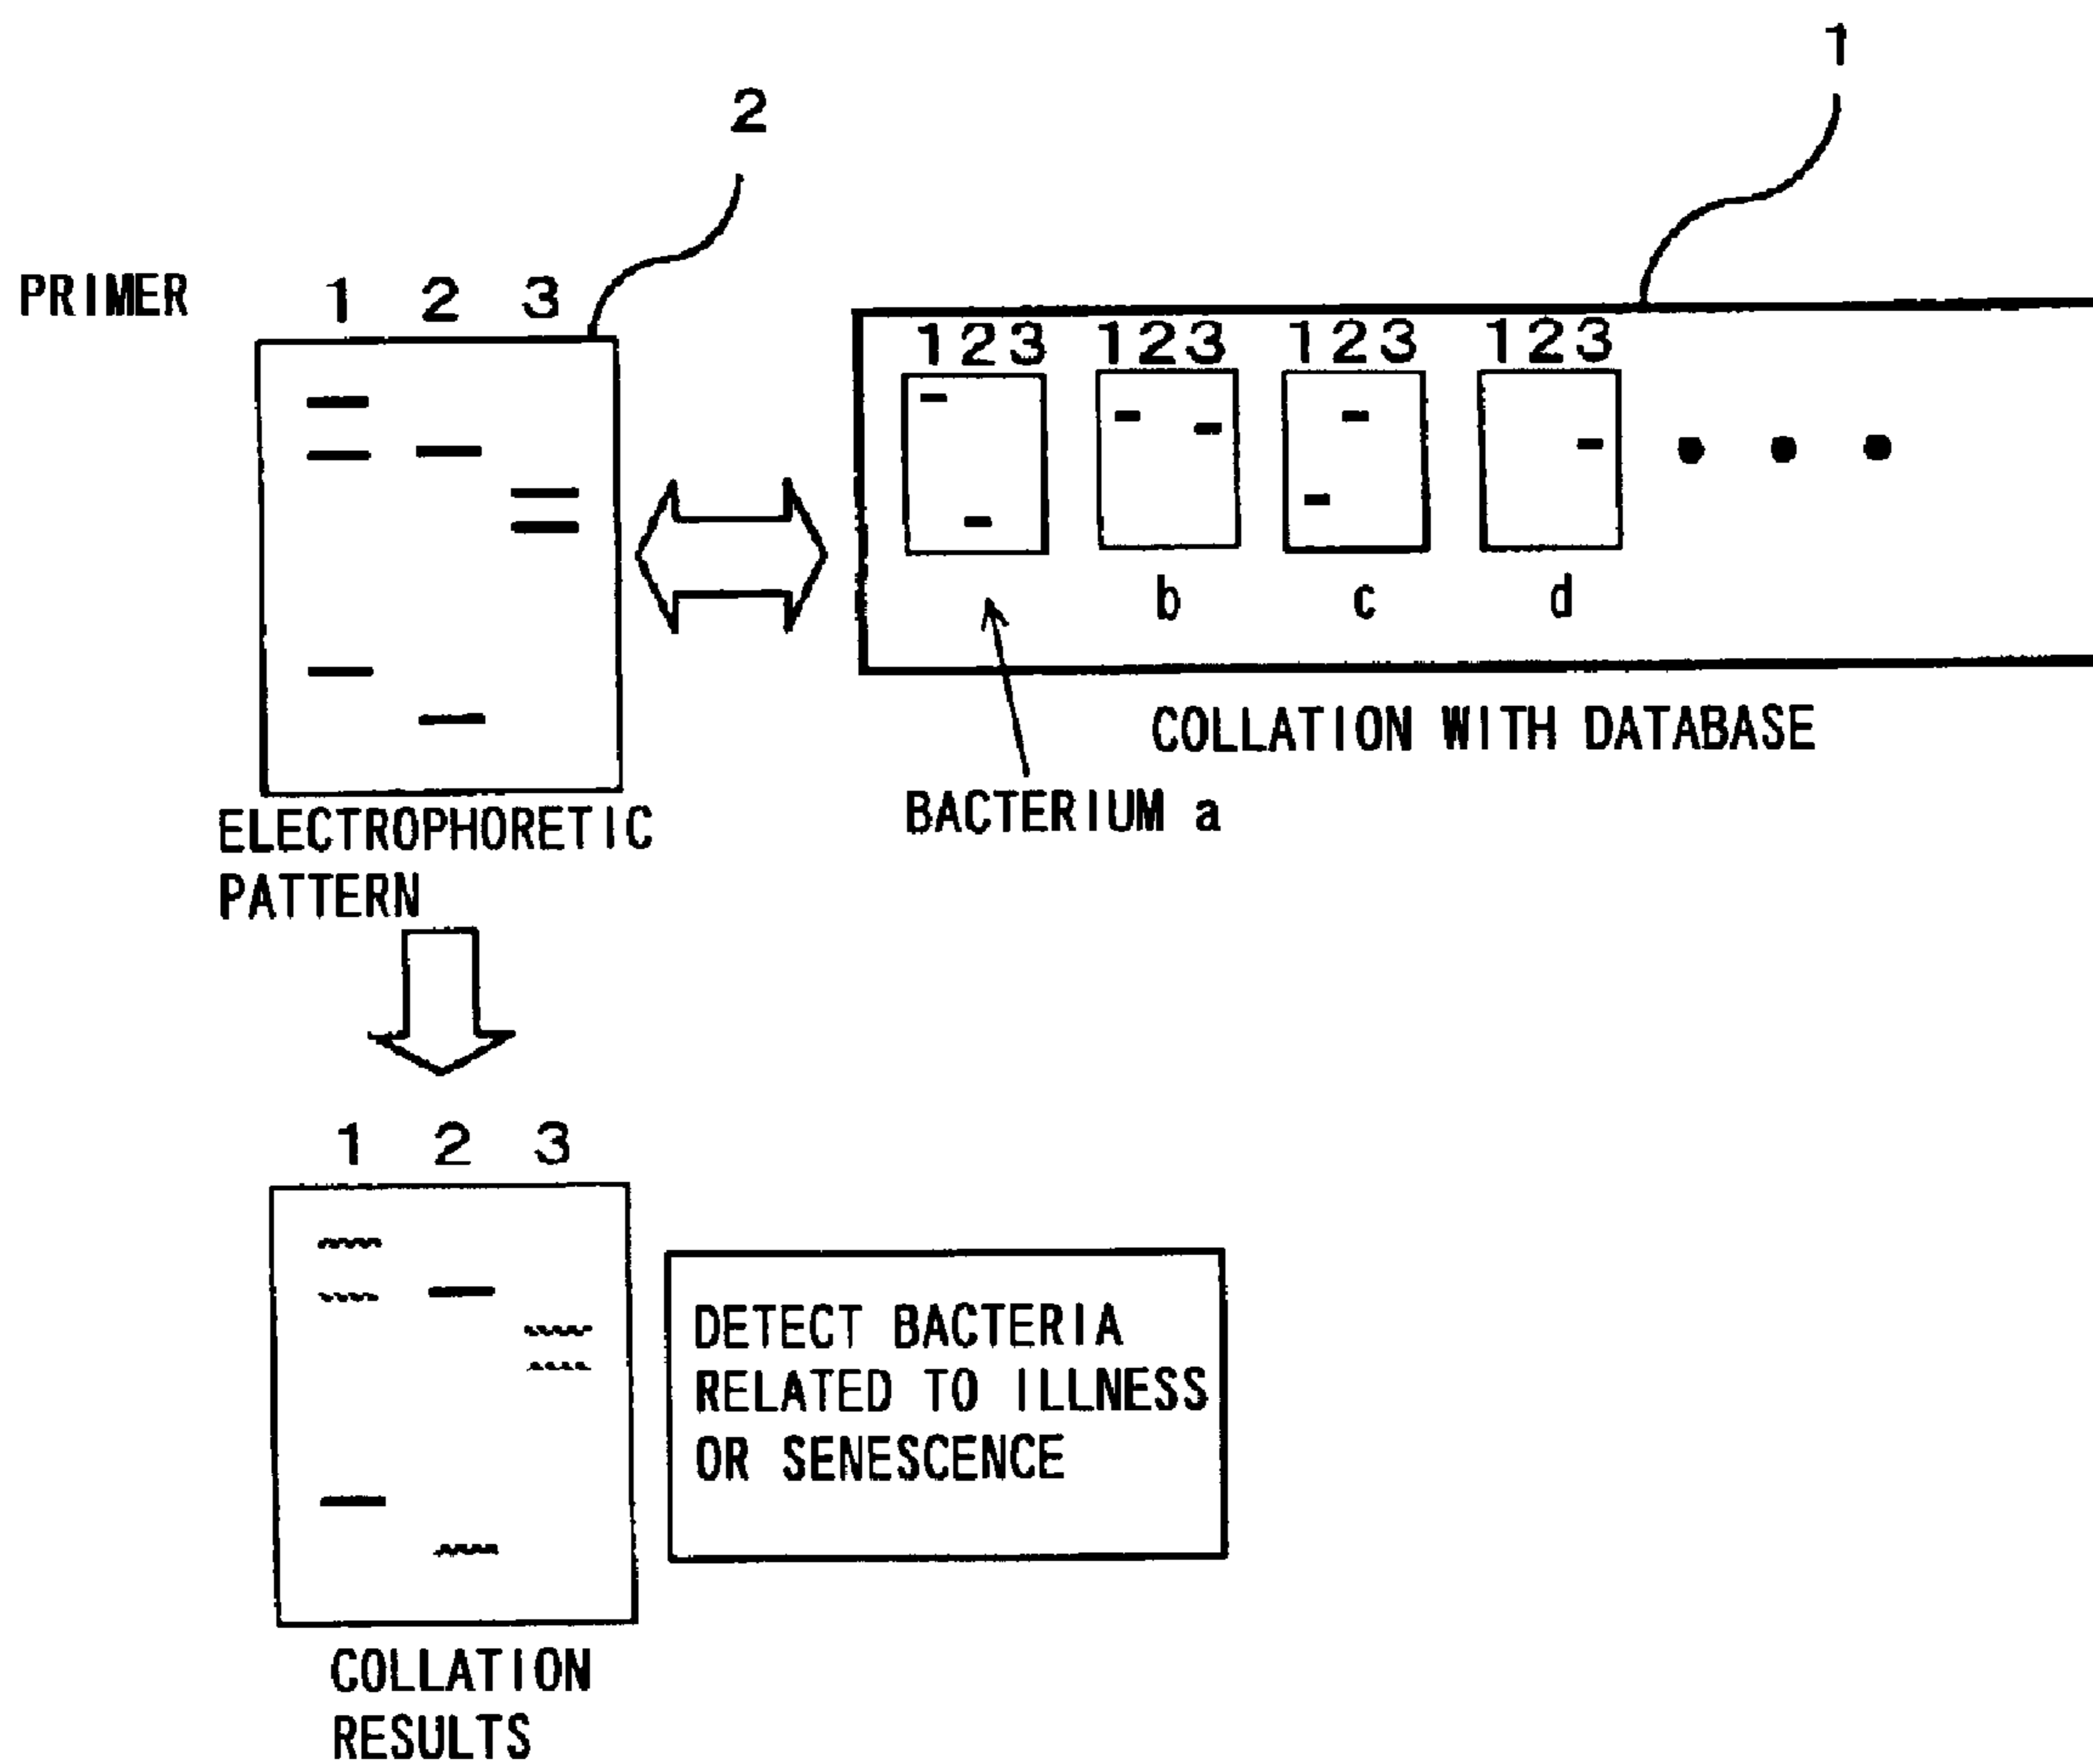 1
2
PRIMER 1 2 3
123 123 123 123
b c d
COLLATION WITH DATABASE
BACTERIUM a
ELECTROPHORETIC
PATTERN
1 2 3
DETECT BACTERIA
RELATED TO ILLNESS
OR SENESCENCE
COLLATION
RESULTS